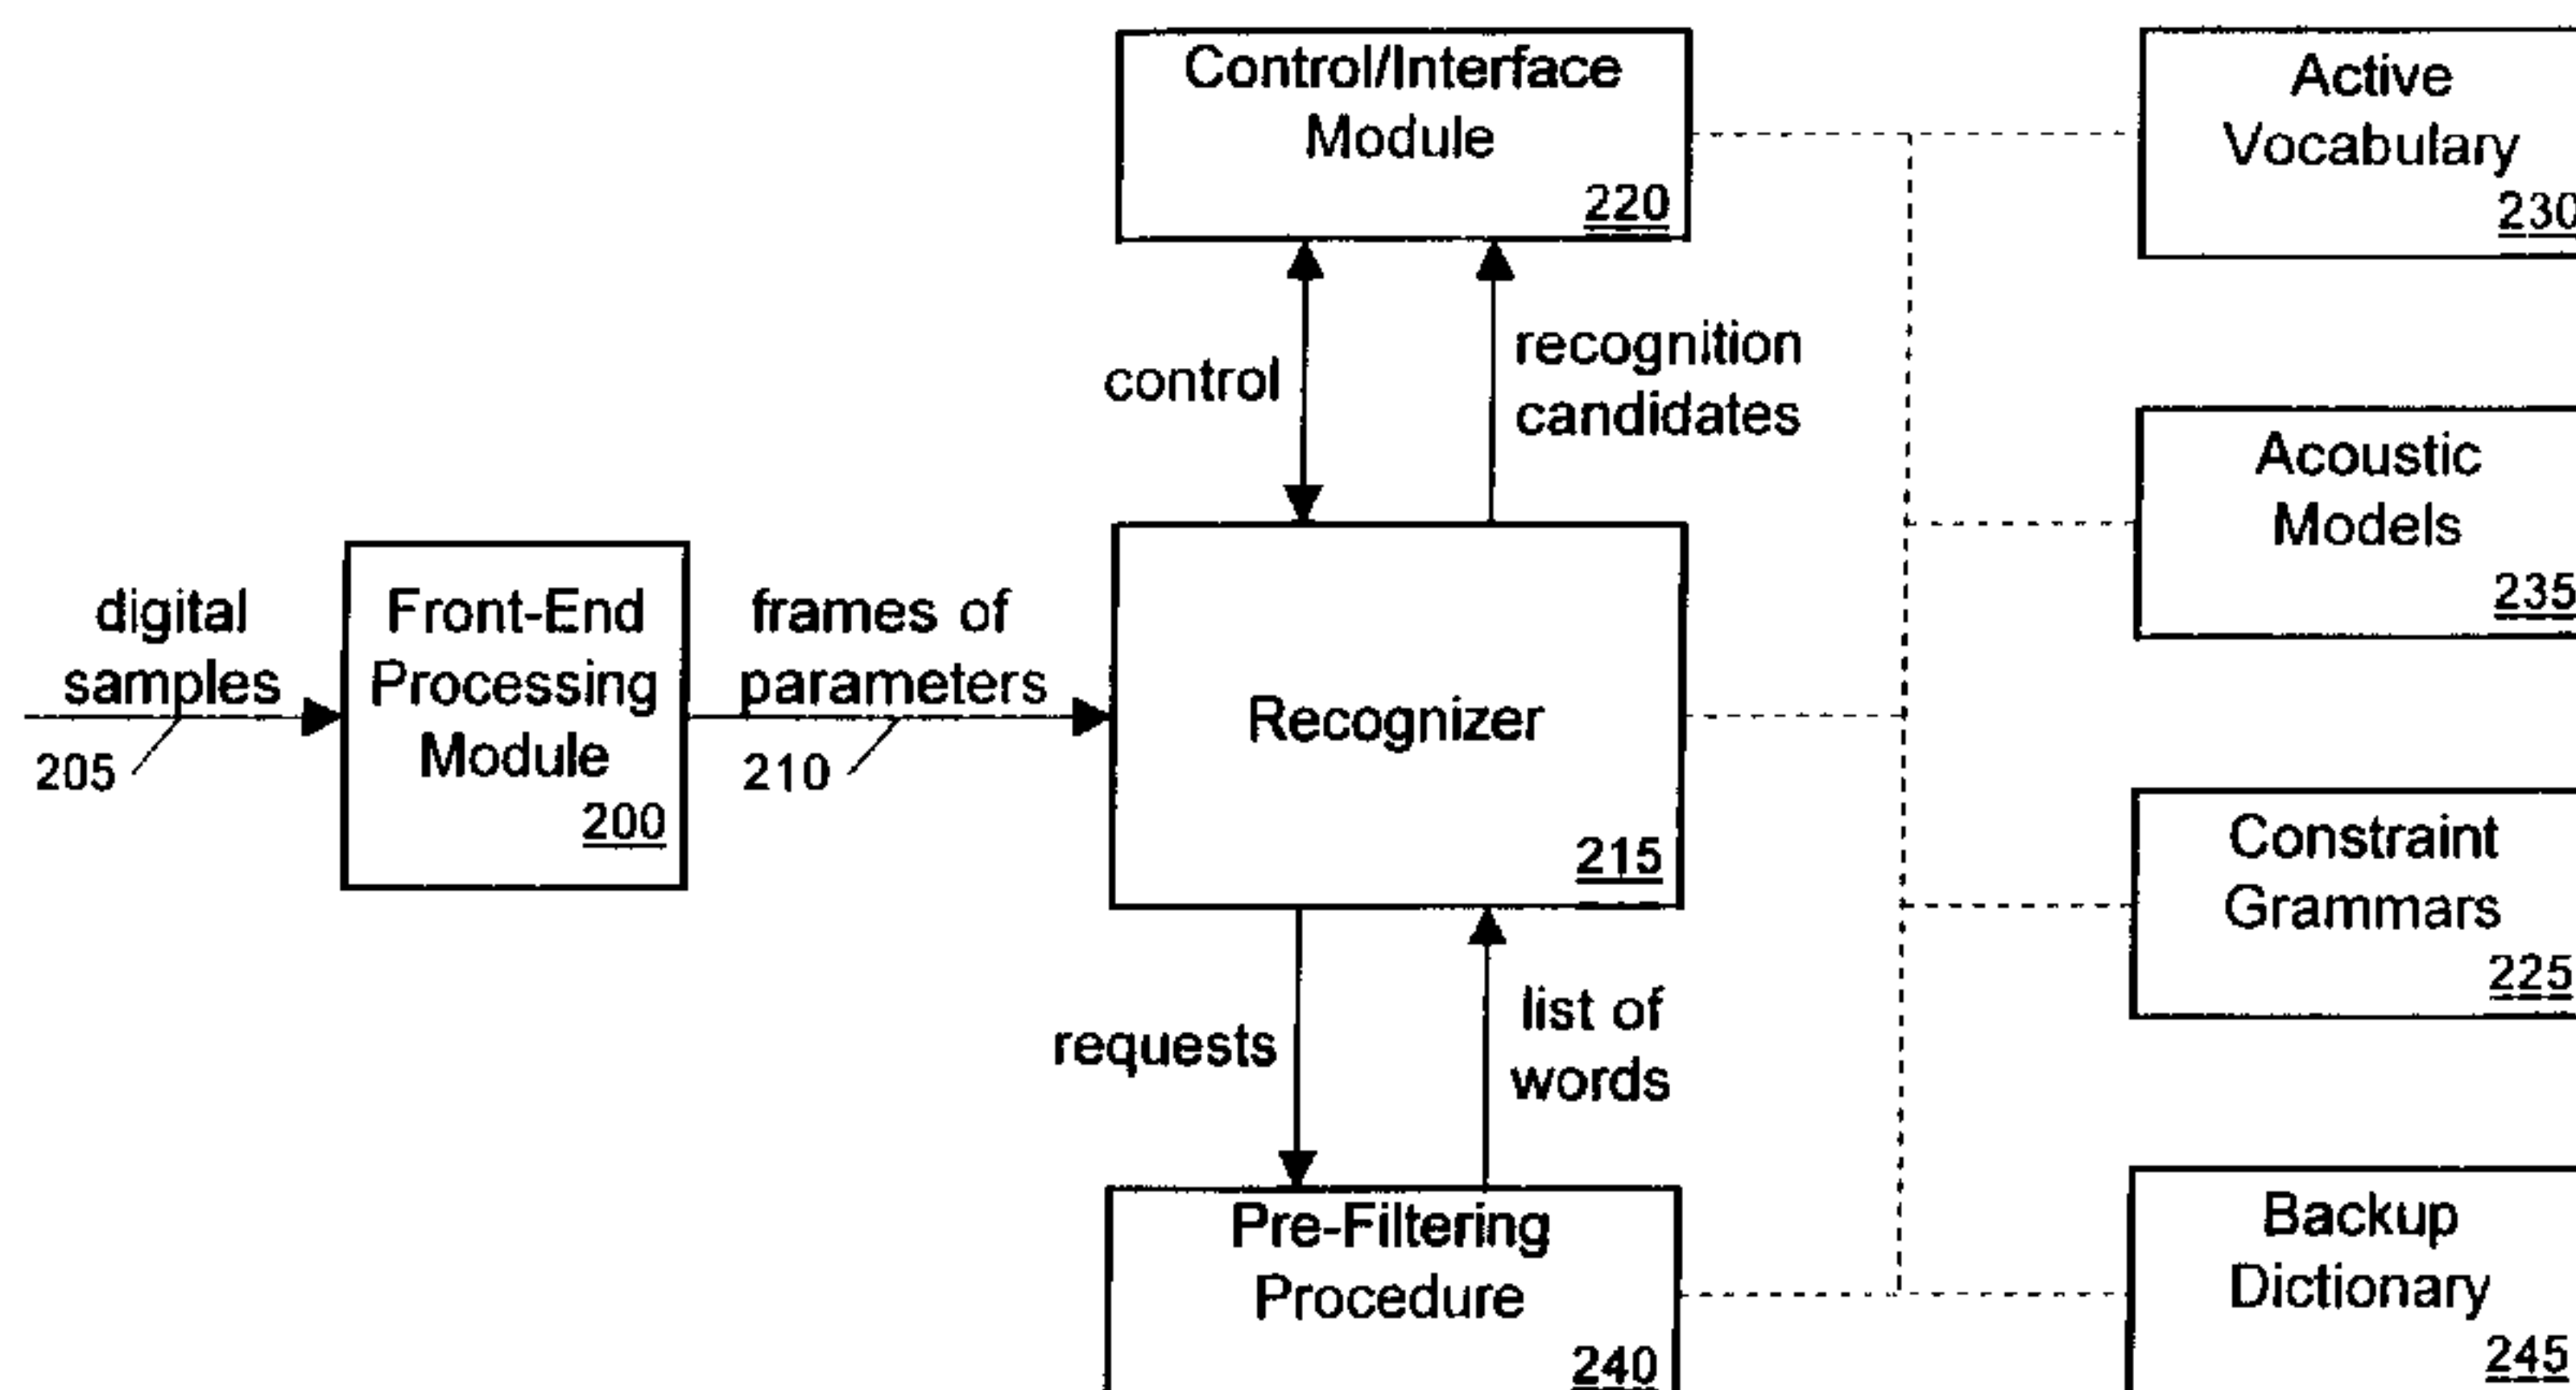 Control/Interface
Module
220
Active
Vocabulary
230
control
recognition
candidates
Acoustic
Models
235
digital
samples
205
Front-End
Processing
Module
200
frames of
parameters
210
Recognizer
215
Constraint
Grammars
225
requests
list of
words
Pre-Filtering
Procedure
240
Backup
Dictionary
245